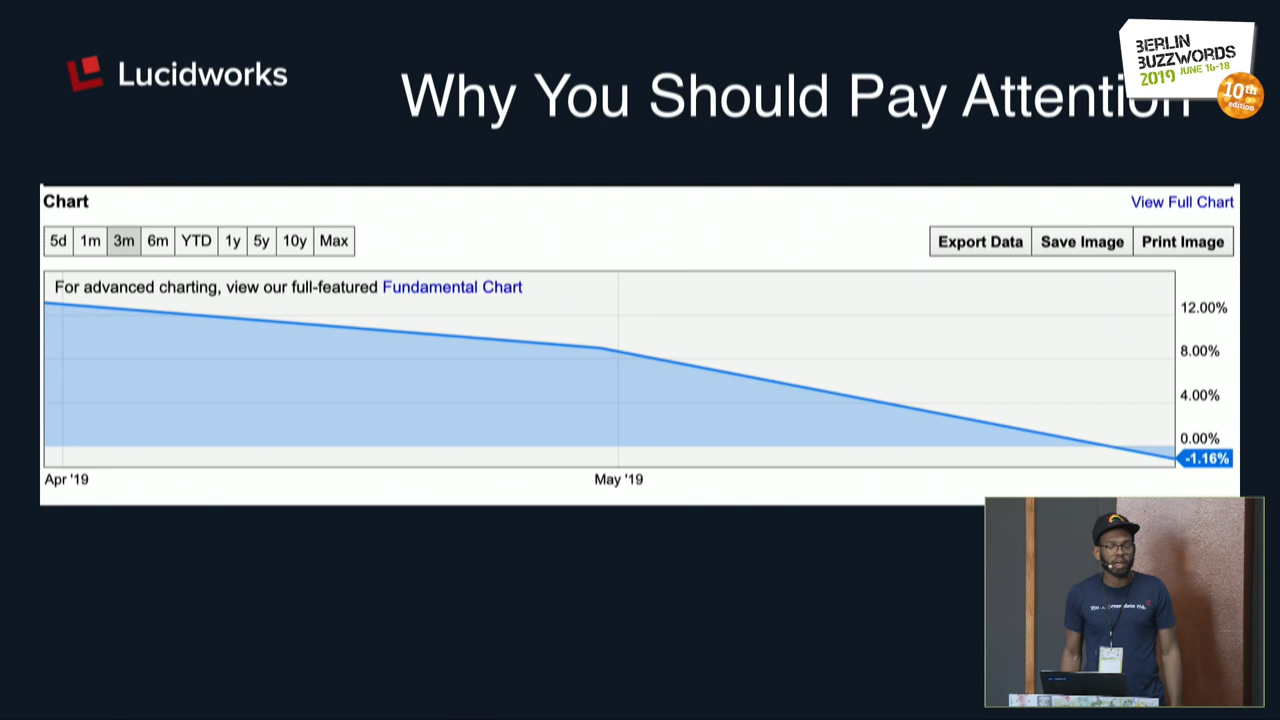 Lucidworks
Why You Should Pay Attention
BERLIN
BUZZWORDS
2019 JUNE 16-18
10th
edition
Chart
View Full Chart
5d 1m 3m 6m YTD 1y 5y 10y Max
Export Data Save Image Print Image
For advanced charting, view our full-featured Fundamental Chart
12.00%
8.00%
4.00%
0.00%
-1.16%
Apr '19
May '19